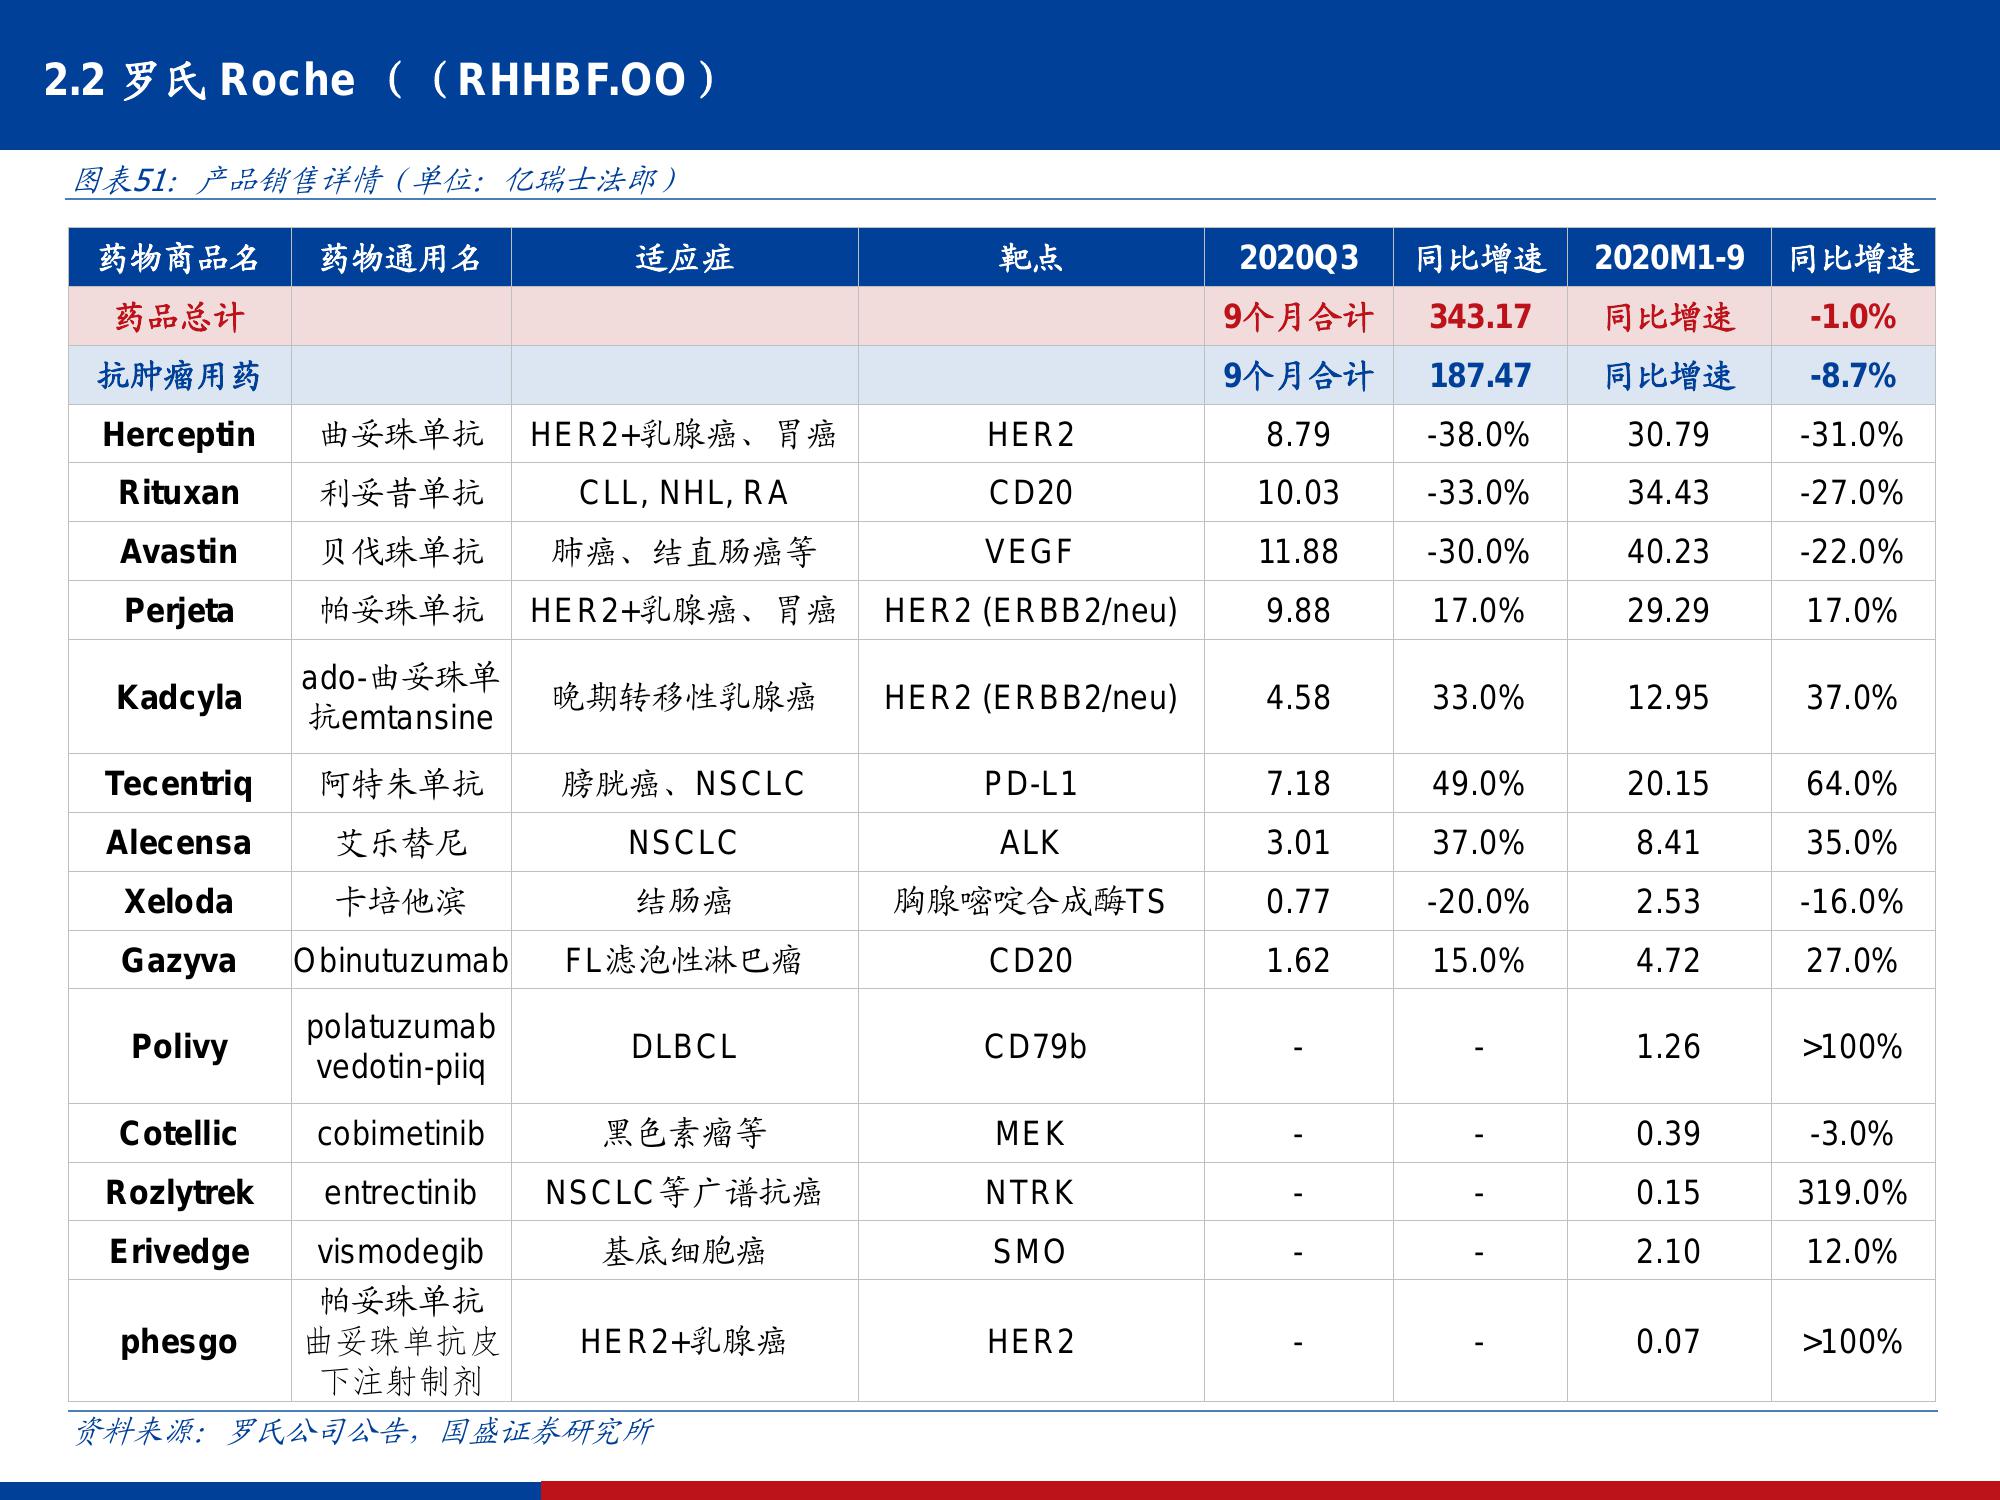 2.2 罗氏 Roche（（RHHBF.OO）
图表51：产品销售详情（单位：亿瑞士法郎）
药物商品名 药物通用名 适应症 靶点 2020Q3 同比增速 2020M1-9 同比增速
药品总计 9个月合计 343.17 同比增速 -1.0%
抗肿瘤用药 9个月合计 187.47 同比增速 -8.7%
Herceptin 曲妥珠单抗 HER2+乳腺癌、胃癌 HER2 8.79 -38.0% 30.79 -31.0%
Rituxan 利妥昔单抗 CLL, NHL, RA CD20 10.03 -33.0% 34.43 -27.0%
Avastin 贝伐珠单抗 肺癌、结直肠癌等 VEGF 11.88 -30.0% 40.23 -22.0%
Perjeta 帕妥珠单抗 HER2+乳腺癌、胃癌 HER2 (ERBB2/neu) 9.88 17.0% 29.29 17.0%
Kadcyla ado-曲妥珠单
抗emtansine 晚期转移性乳腺癌 HER2 (ERBB2/neu) 4.58 33.0% 12.95 37.0%
Tecentriq 阿特朱单抗 膀胱癌、NSCLC PD-L1 7.18 49.0% 20.15 64.0%
Alecensa 艾乐替尼 NSCLC ALK 3.01 37.0% 8.41 35.0%
Xeloda 卡培他滨 结肠癌 胸腺嘧啶合成酶TS 0.77 -20.0% 2.53 -16.0%
Gazyva Obinutuzumab FL滤泡性淋巴瘤 CD20 1.62 15.0% 4.72 27.0%
Polivy polatuzumab
vedotin-piiq DLBCL CD79b - - 1.26 >100%
Cotellic cobimetinib 黑色素瘤等 MEK - - 0.39 -3.0%
Rozlytrek entrectinib NSCLC等广谱抗癌 NTRK - - 0.15 319.0%
Erivedge vismodegib 基底细胞癌 SMO - - 2.10 12.0%
phesgo 帕妥珠单抗
曲妥珠单抗皮
下注射制剂 HER2+乳腺癌 HER2 - - 0.07 >100%
资料来源：罗氏公司公告，国盛证券研究所